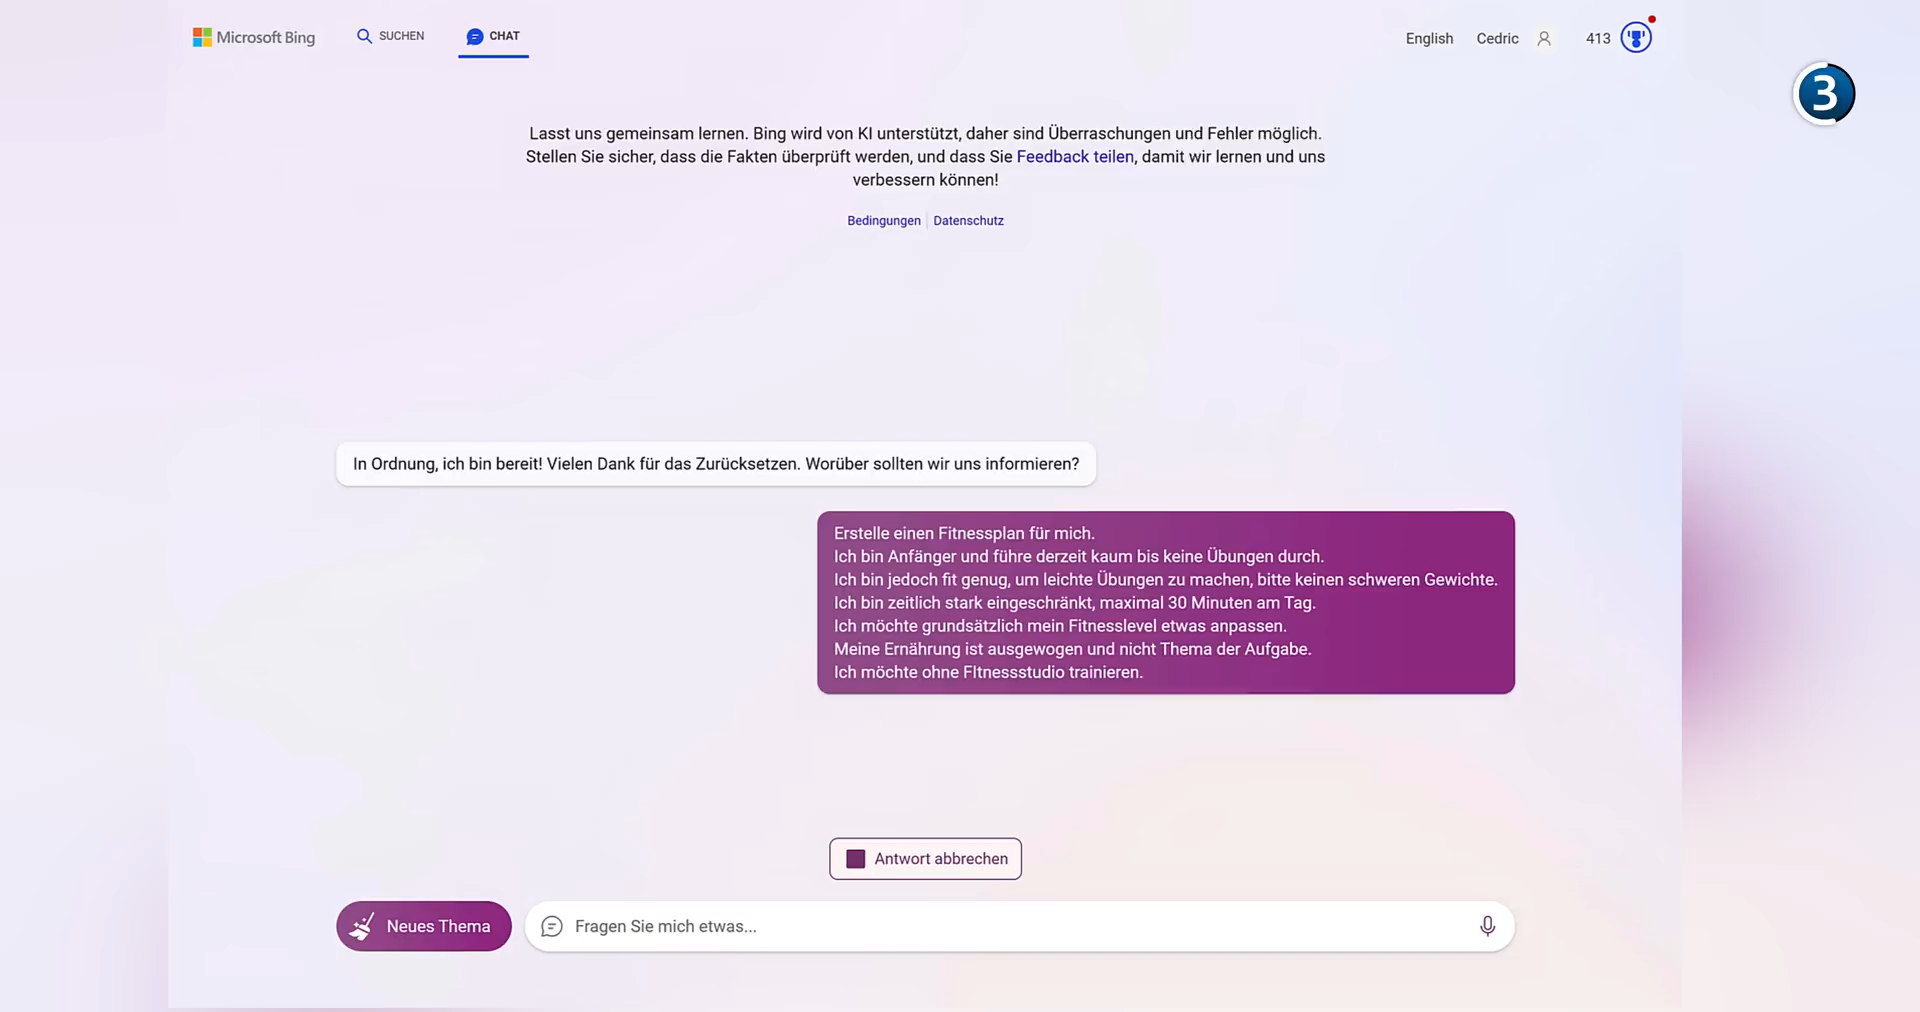 Microsoft Bing
SUCHEN
CHAT
English
Cedric
413
3
Lasst uns gemeinsam lernen. Bing wird von KI unterstützt, daher sind Überraschungen und Fehler möglich.
Stellen Sie sicher, dass die Fakten überprüft werden, und dass Sie Feedback teilen, damit wir lernen und uns
verbessern können!
Bedingungen
Datenschutz
In Ordnung, ich bin bereit! Vielen Dank für das Zurücksetzen. Worüber sollten wir uns informieren?
Erstelle einen Fitnessplan für mich.
Ich bin Anfänger und führe derzeit kaum bis keine Übungen durch.
Ich bin jedoch fit genug, um leichte Übungen zu machen, bitte keinen schweren Gewichte.
Ich bin zeitlich stark eingeschränkt, maximal 30 Minuten am Tag.
Ich möchte grundsätzlich mein Fitnesslevel etwas anpassen.
Meine Ernährung ist ausgewogen und nicht Thema der Aufgabe.
Ich möchte ohne FItnessstudio trainieren.
Antwort abbrechen
Neues Thema
Fragen Sie mich etwas...